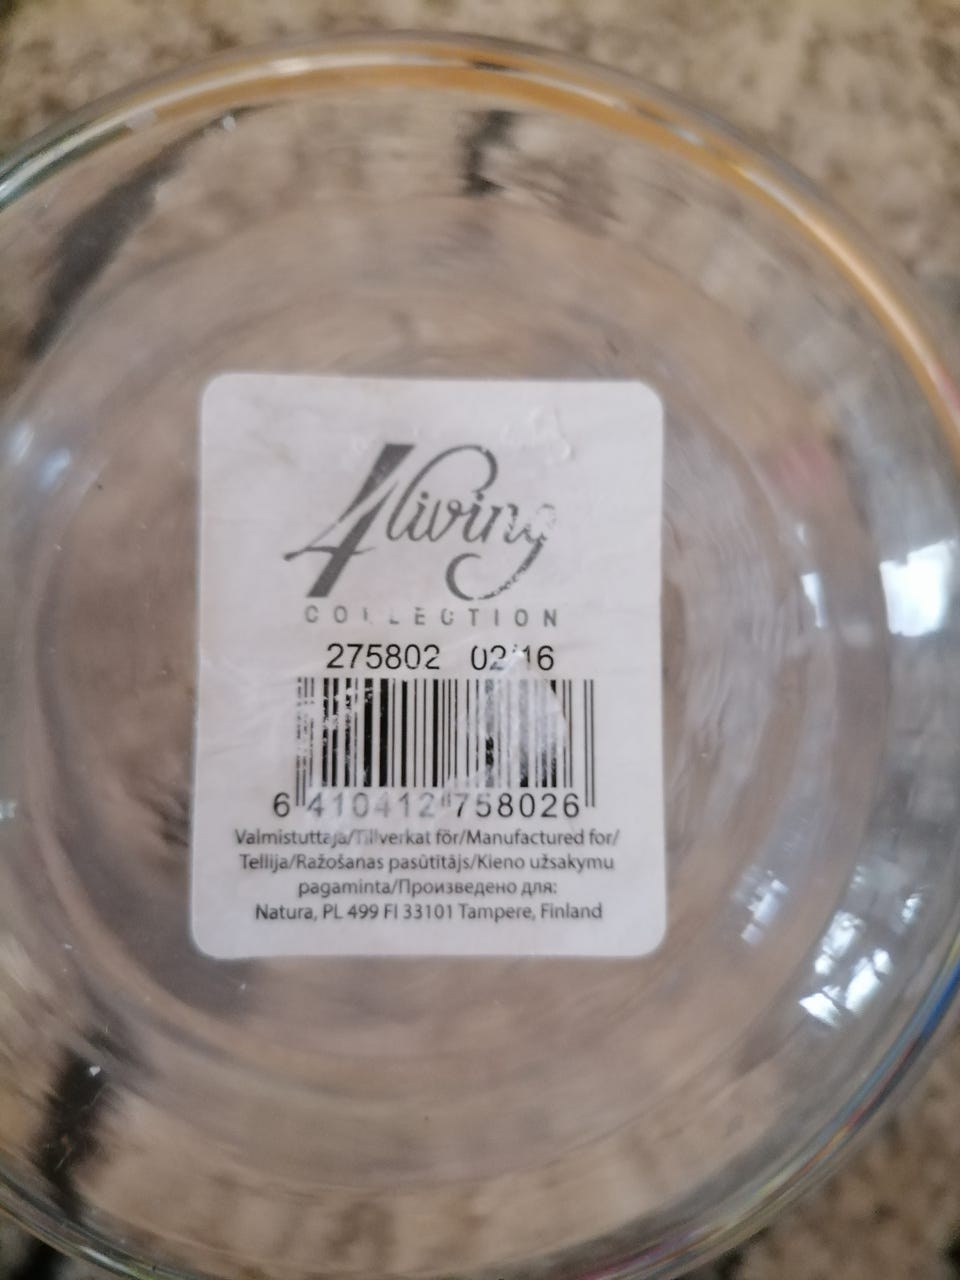 4living
COLLECTION
275802 02/16
6 410412 758026
Valmistuttaja/Tillverkat för/Manufactured for/
Tellija/Ražošanas pasūtītājs/Kieno užsakymu
pagaminta/Произведено для:
Natura, PL 499 FI 33101 Tampere, Finland